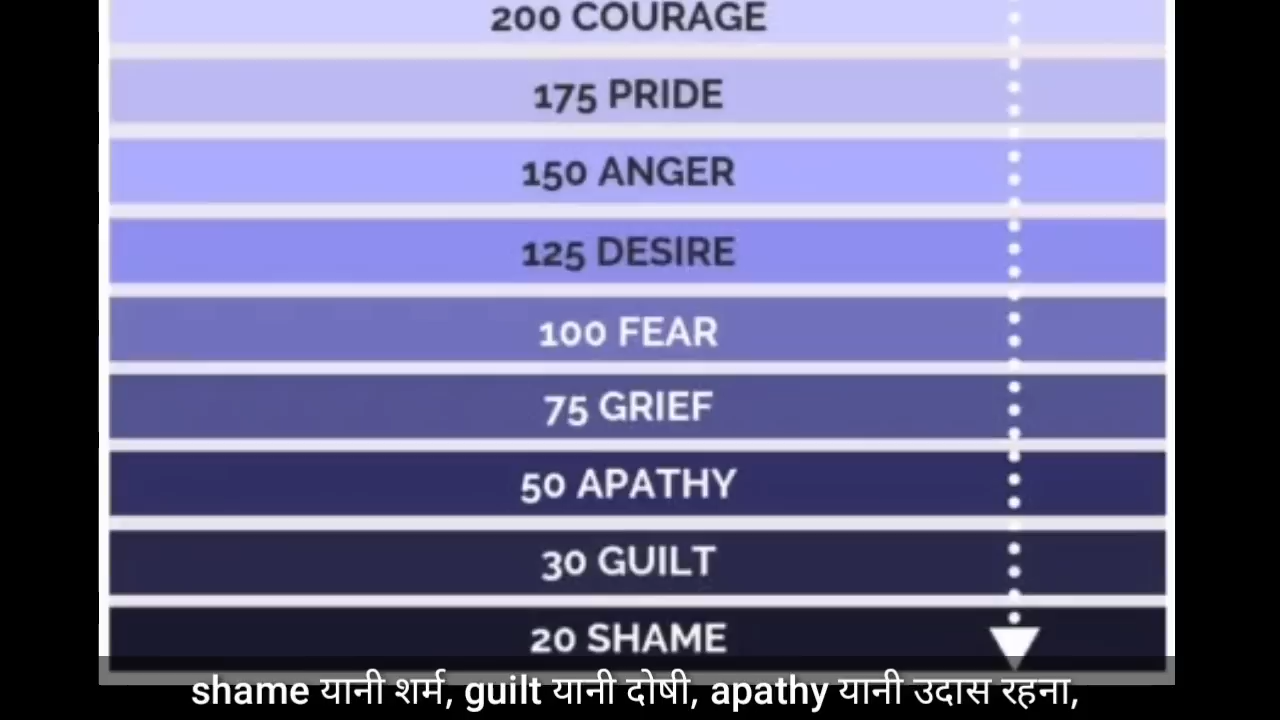 200 COURAGE
175 PRIDE
150 ANGER
125 DESIRE
100 FEAR
75 GRIEF
50 APATHY
30 GUILT
20 SHAME
shame यानी शर्म, guilt यानी दोषी, apathy यानी उदास रहना,